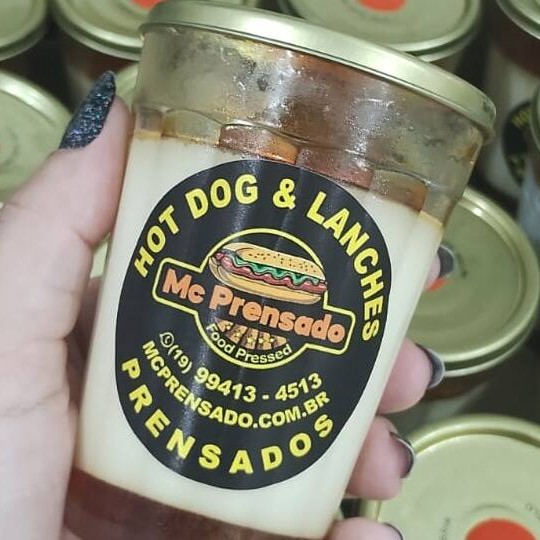 HOT DOG & LANCHES
Mc Prensado
Food Pressed
(19) 99413 - 4513
MCPRENSADO.COM.BR
PRENSADOS